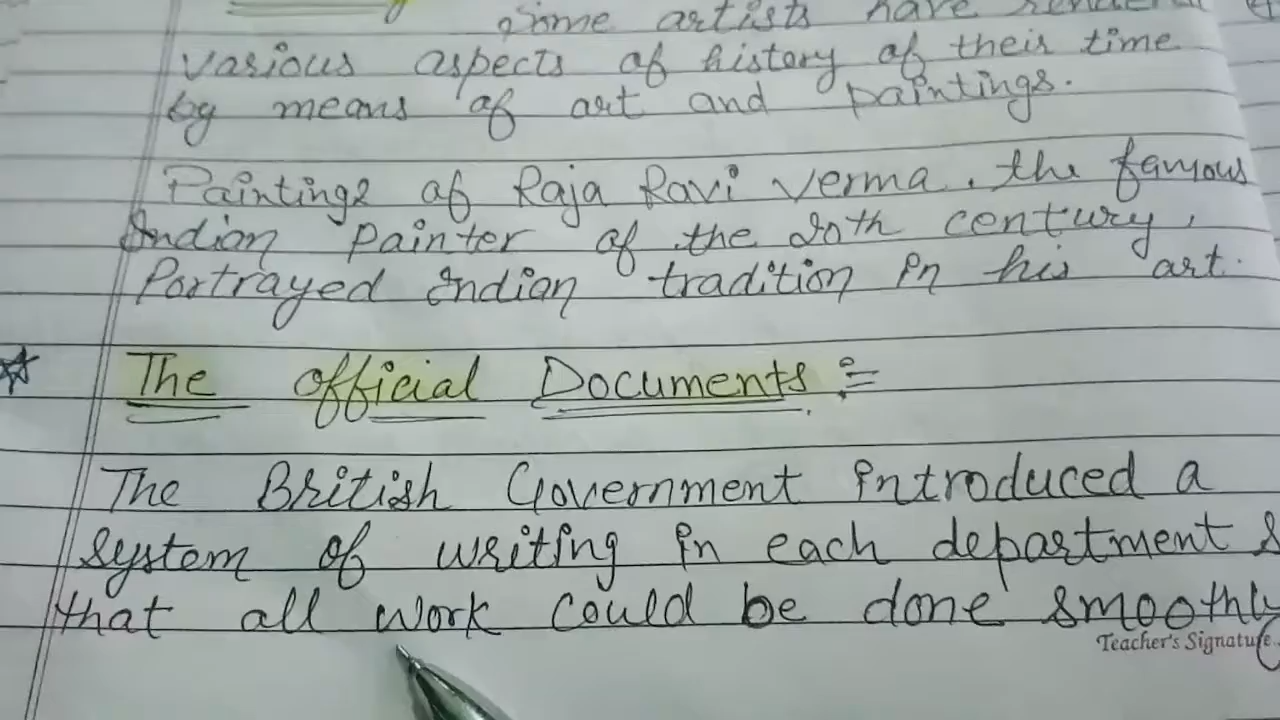 Some artists have
various aspects of history of their time
by means of art and paintings.
Paintings of Raja Ravi Verma, the famous
Indian Painter of the 20th century,
Portrayed Indian tradition in his art.
The Official Documents :=
The British Government introduced a
system of writing in each department
that all work could be done smoothly
Teacher's Signature